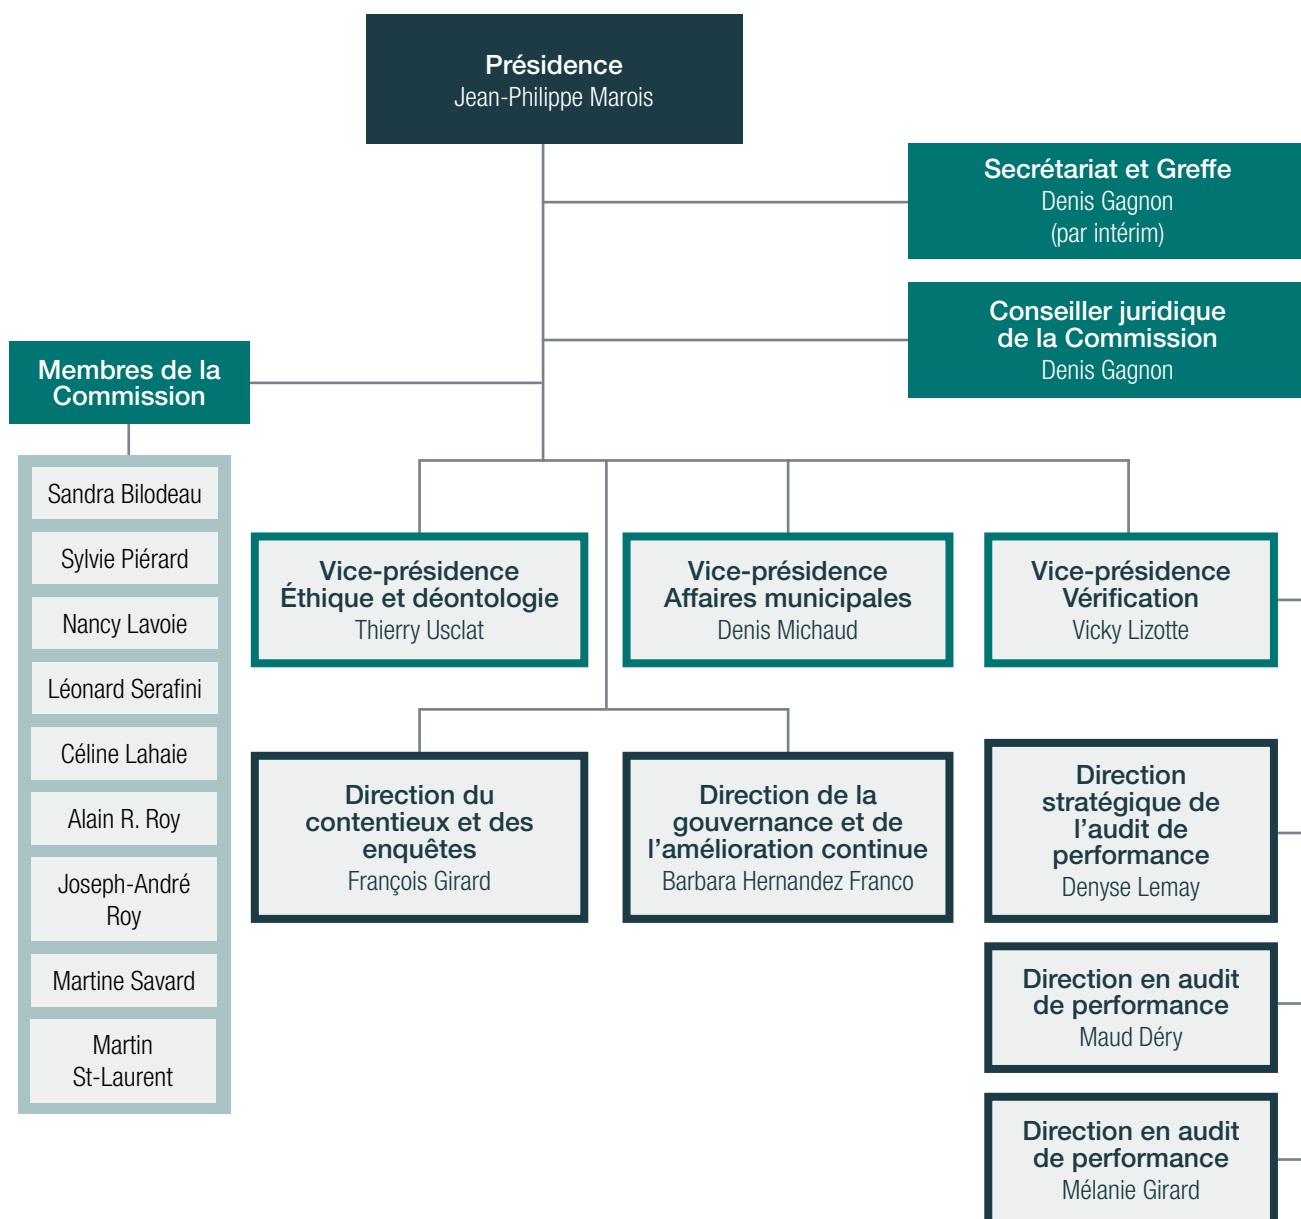 Présidence
Jean-Philippe Marois
Secrétariat et Greffe
Denis Gagnon
(par intérim)
Conseiller juridique
de la Commission
Denis Gagnon
Membres de la
Commission
Sandra Bilodeau
Sylvie Piérard
Nancy Lavoie
Léonard Serafini
Céline Lahaie
Alain R. Roy
Joseph-André
Roy
Martine Savard
Martin
St-Laurent
Vice-présidence
Éthique et déontologie
Thierry Usclat
Vice-présidence
Affaires municipales
Denis Michaud
Vice-présidence
Vérification
Vicky Lizotte
Direction du
contentieux et des
enquêtes
François Girard
Direction de la
gouvernance et de
l’amélioration continue
Barbara Hernandez Franco
Direction
stratégique de
l’audit de
performance
Denyse Lemay
Direction en audit
de performance
Maud Déry
Direction en audit
de performance
Mélanie Girard